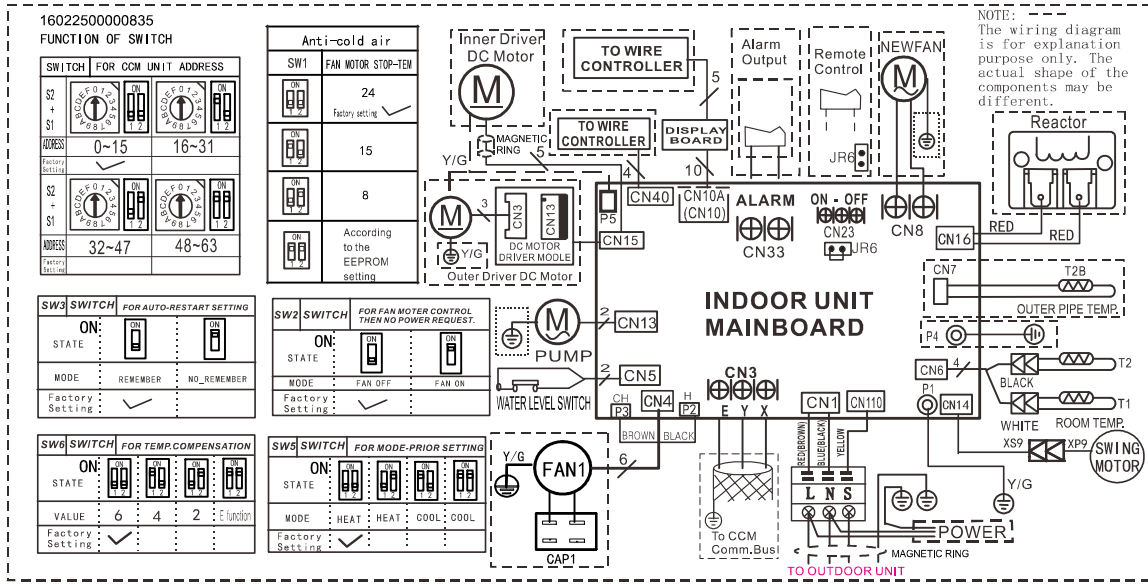 16022500000835
FUNCTION OF SWITCH
SWITCH FOR CCM UNIT ADDRESS
S2
+
S1
ADDRESS 0~15 16~31
Factory
Setting
S2
+
S1
ADDRESS 32~47 48~63
Factory
Setting
Anti-cold air
SW1 FAN MOTOR STOP-TEM
24
Factory setting
15
8
According
to the
EEPROM
setting
SW3 SWITCH FOR AUTO-RESTART SETTING
ON
STATE
MODE REMEMBER NO_REMEMBER
Factory
Setting
SW2 SWITCH FOR FAN MOTER CONTROL
THEN NO POWER REQUEST.
ON
STATE
MODE FAN OFF FAN ON
Factory
Setting
SW6 SWITCH FOR TEMP.COMPENSATION
ON
STATE
VALUE 6 4 2 E function
Factory
Setting
SW5 SWITCH FOR MODE-PRIOR SETTING
ON
STATE
MODE HEAT HEAT COOL COOL
Factory
Setting
Inner Driver
DC Motor
M
MAGNETIC
RING
5
Y/G
M
3
CN3
CN13
DC MOTOR
DRIVER MODLE
Y/G
Outer Driver DC Motor
TO WIRE
CONTROLLER
5
TO WIRE
CONTROLLER
DISPLAY
BOARD
4
10
Alarm
Output
Remote
Control
JR6
NEWFAN
M
NOTE:
The wiring diagram
is for explanation
purpose only. The
actual shape of the
components may be
different.
Reactor
RED
RED
P5
CN40
CN10A
(CN10)
ALARM
CN33
ON - OFF
CN23
JR6
CN8
CN16
CN15
CN7
T2B
OUTER PIPE TEMP.
P4
INDOOR UNIT
MAINBOARD
M
PUMP
2
CN13
2
CN5
WATER LEVEL SWITCH
CN4
CH
P3
H
P2
BROWN
BLACK
CN3
E Y X
CN1
CN110
CN6
4
P1
CN14
BLACK
T2
WHITE
T1
ROOM TEMP.
XS9
XP9
SWING
MOTOR
Y/G
FAN1
6
CAP1
To CCM
Comm.Bus
RED(BROWN)
BLUE(BLACK)
YELLOW
L N S
Y/G
POWER
MAGNETIC RING
TO OUTDOOR UNIT